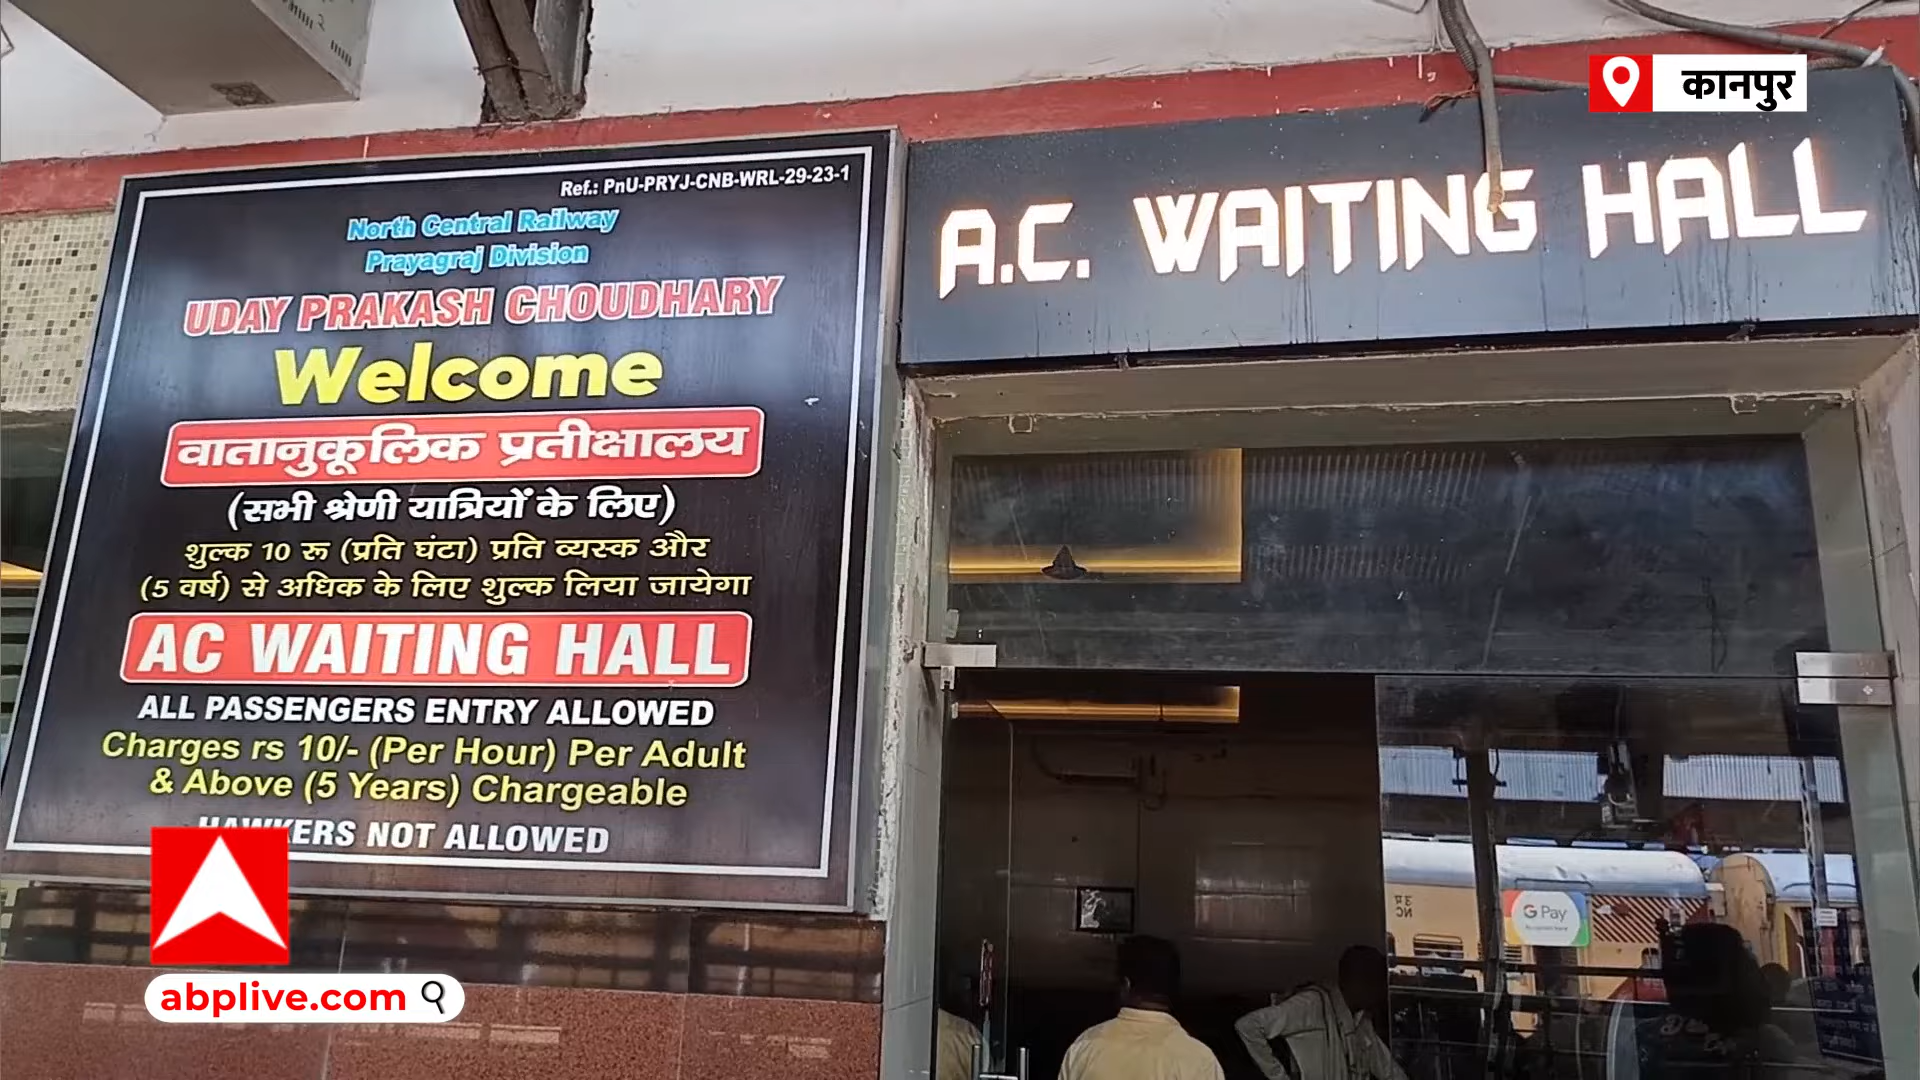 कानपुर
Ref.: PnU-PRYJ-CNB-WRL-29-23-1
North Central Railway
Prayagraj Division
UDAY PRAKASH CHOUDHARY
Welcome
वातानुकूलिक प्रतीक्षालय
(सभी श्रेणी यात्रियों के लिए)
शुल्क 10 रू (प्रति घंटा) प्रति व्यस्क और
(5 वर्ष) से अधिक के लिए शुल्क लिया जायेगा
AC WAITING HALL
ALL PASSENGERS ENTRY ALLOWED
Charges rs 10/- (Per Hour) Per Adult
& Above (5 Years) Chargeable
HAWKERS NOT ALLOWED
A.C. WAITING HALL
G Pay
abplive.com